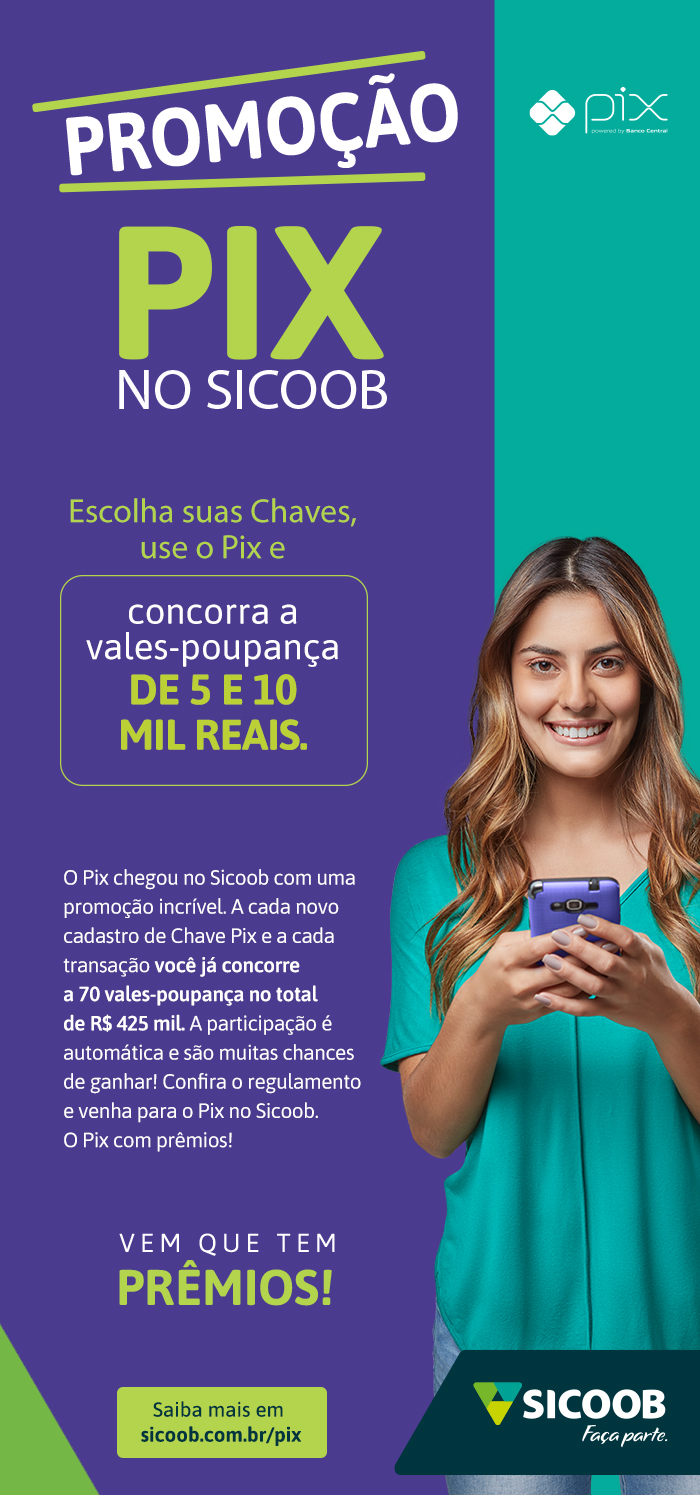 PROMOÇÃO
pix
powered by Banco Central
PIX
NO SICOOB
Escolha suas Chaves,
use o Pix e
concorra a
vales-poupança
DE 5 E 10
MIL REAIS.
O Pix chegou no Sicoob com uma
promoção incrível. A cada novo
cadastro de Chave Pix e a cada
transação você já concorre
a 70 vales-poupança no total
de R$ 425 mil. A participação é
automática e são muitas chances
de ganhar! Confira o regulamento
e venha para o Pix no Sicoob.
O Pix com prêmios!
VEM QUE TEM
PRÊMIOS!
Saiba mais em
sicoob.com.br/pix
SICOOB
Faça parte.